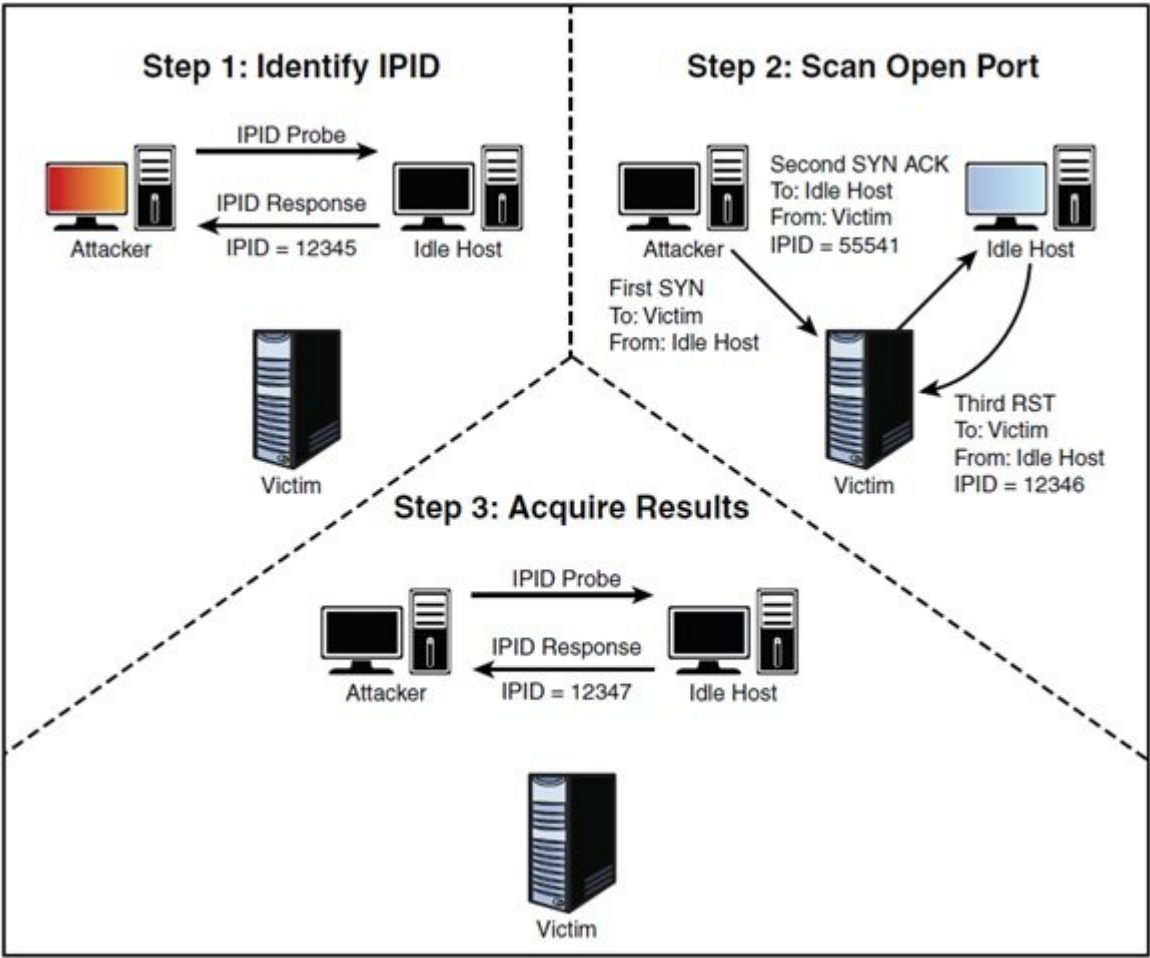 Step 1: Identify IPID
IPID Probe
IPID Response
IPID = 12345
Attacker
Idle Host
Victim
Step 2: Scan Open Port
Attacker
Second SYN ACK
To: Idle Host
From: Victim
IPID = 55541
Idle Host
First SYN
To: Victim
From: Idle Host
Third RST
To: Victim
From: Idle Host
IPID = 12346
Victim
Step 3: Acquire Results
IPID Probe
IPID Response
IPID = 12347
Attacker
Idle Host
Victim